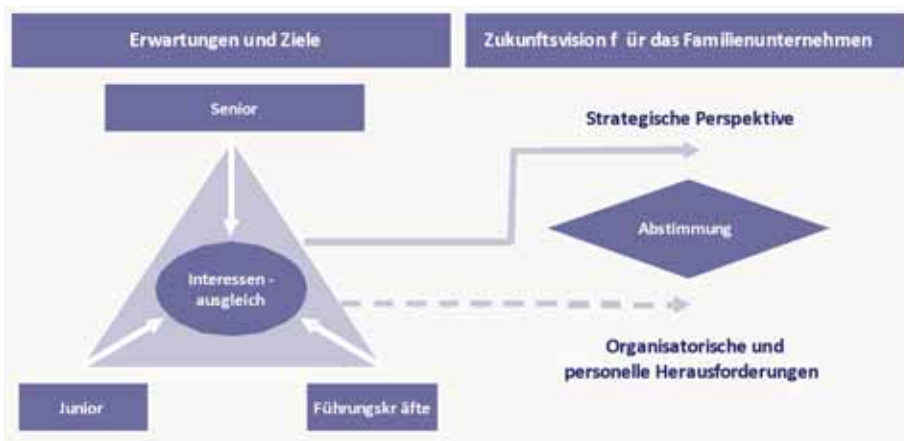 Erwartungen und Ziele
Zukunftsvision f ür das Familienunternehmen
Senior
Strategische Perspektive
Abstimmung
Interessen -
ausgleich
Organisatorische und
personelle Herausforderungen
Junior
Führungskr äfte